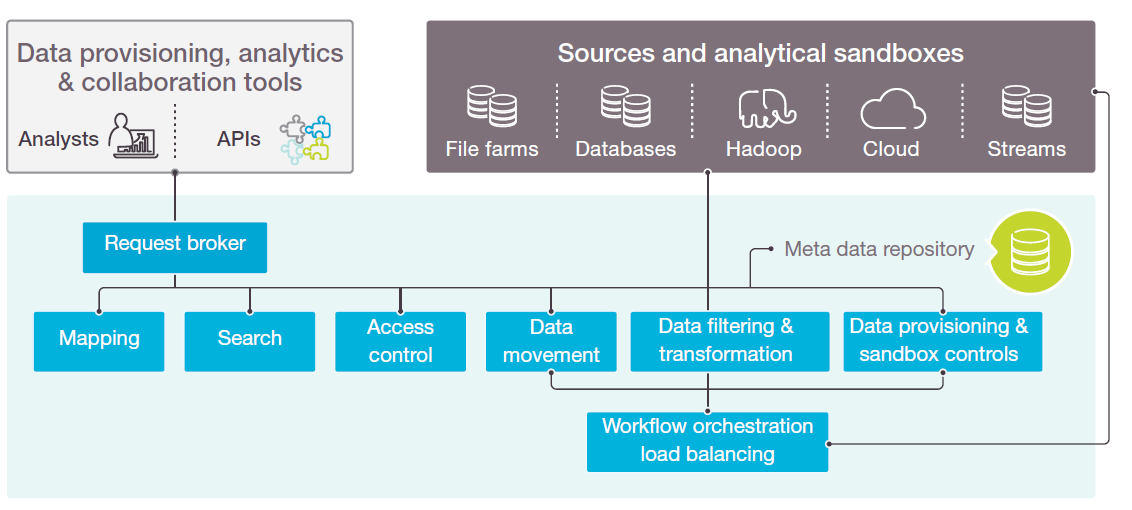 Data provisioning, analytics
& collaboration tools
Analysts
APIs
Sources and analytical sandboxes
File farms
Databases
Hadoop
Cloud
Streams
Request broker
Meta data repository
Mapping
Search
Access
control
Data
movement
Data filtering &
transformation
Data provisioning &
sandbox controls
Workflow orchestration
load balancing